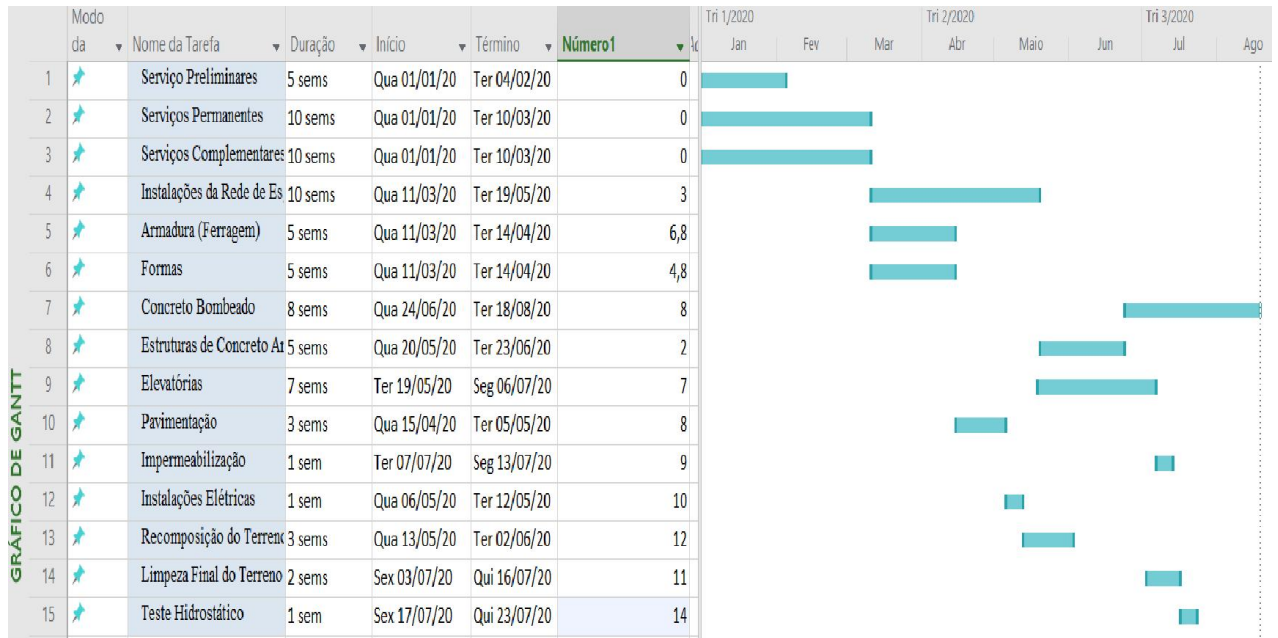 Modo
da Nome da Tarefa Duração Início Término Número1
Tri 1/2020 Tri 2/2020 Tri 3/2020
Jan Fev Mar Abr Maio Jun Jul Ago
1 Serviço Preliminares 5 sems Qua 01/01/20 Ter 04/02/20 0
2 Serviços Permanentes 10 sems Qua 01/01/20 Ter 10/03/20 0
3 Serviços Complementares 10 sems Qua 01/01/20 Ter 10/03/20 0
4 Instalações da Rede de Es 10 sems Qua 11/03/20 Ter 19/05/20 3
5 Armadura (Ferragem) 5 sems Qua 11/03/20 Ter 14/04/20 6,8
6 Formas 5 sems Qua 11/03/20 Ter 14/04/20 4,8
7 Concreto Bombeado 8 sems Qua 24/06/20 Ter 18/08/20 8
8 Estruturas de Concreto Ar 5 sems Qua 20/05/20 Ter 23/06/20 2
9 Elevatórias 7 sems Ter 19/05/20 Seg 06/07/20 7
10 Pavimentação 3 sems Qua 15/04/20 Ter 05/05/20 8
11 Impermeabilização 1 sem Ter 07/07/20 Seg 13/07/20 9
12 Instalações Elétricas 1 sem Qua 06/05/20 Ter 12/05/20 10
13 Recomposição do Terreno 3 sems Qua 13/05/20 Ter 02/06/20 12
14 Limpeza Final do Terreno 2 sems Sex 03/07/20 Qui 16/07/20 11
15 Teste Hidrostático 1 sem Sex 17/07/20 Qui 23/07/20 14
GRÁFICO DE GANTT